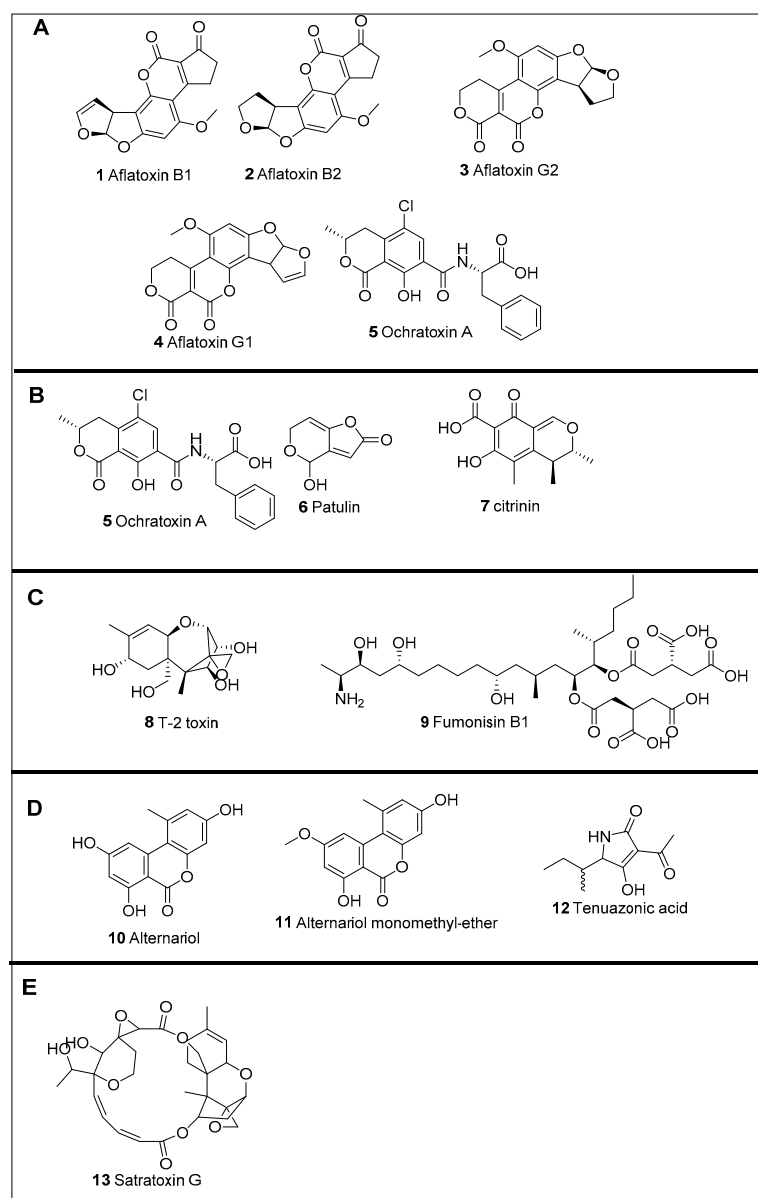 A
1 Aflatoxin B1
2 Aflatoxin B2
3 Aflatoxin G2
4 Aflatoxin G1
5 Ochratoxin A
B
5 Ochratoxin A
6 Patulin
7 citrinin
C
8 T-2 toxin
9 Fumonisin B1
D
10 Alternariol
11 Alternariol monomethyl-ether
12 Tenuazonic acid
E
13 Satratoxin G